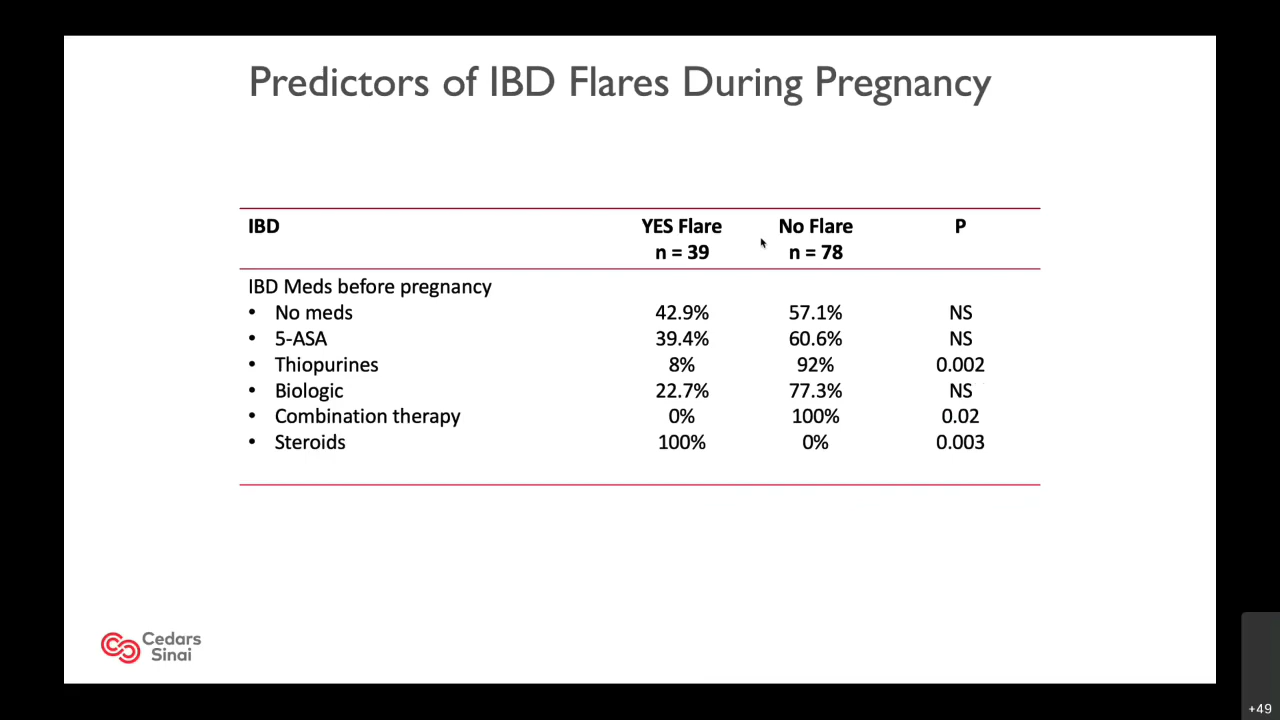 Predictors of IBD Flares During Pregnancy
IBD YES Flare No Flare P
n = 39 n = 78
IBD Meds before pregnancy
• No meds 42.9% 57.1% NS
• 5-ASA 39.4% 60.6% NS
• Thiopurines 8% 92% 0.002
• Biologic 22.7% 77.3% NS
• Combination therapy 0% 100% 0.02
• Steroids 100% 0% 0.003
Cedars
Sinai
+49